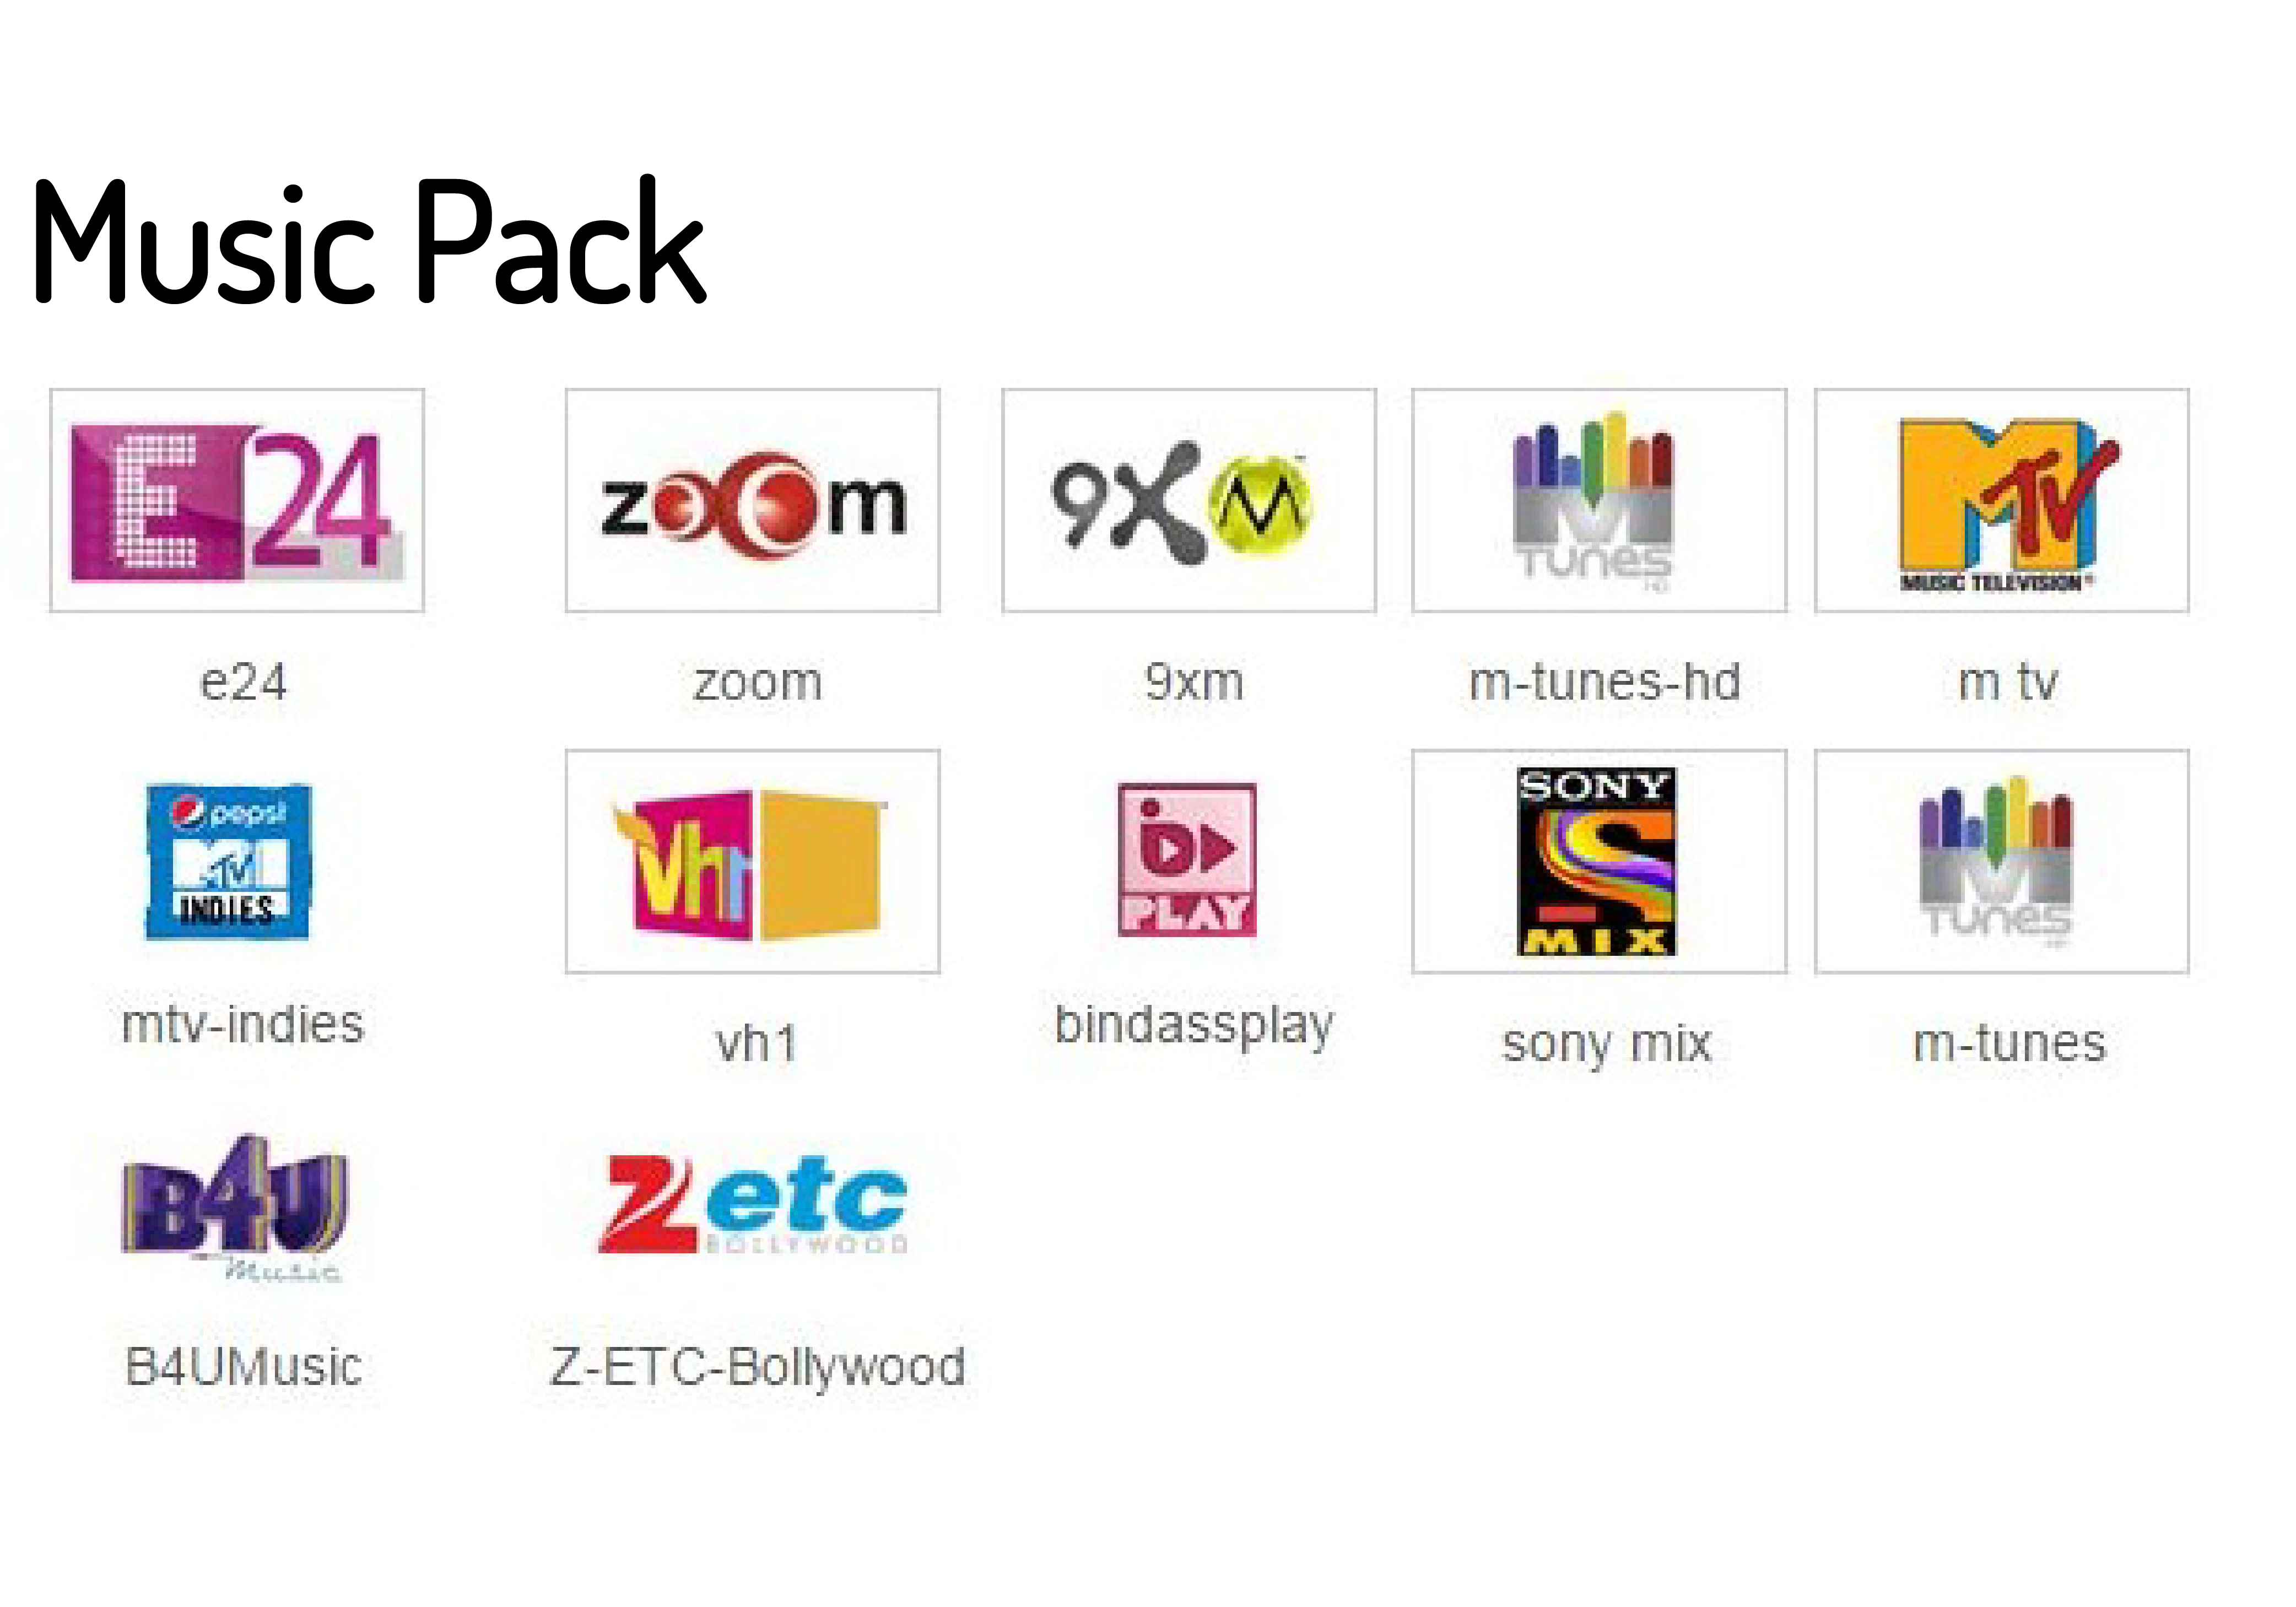 Music Pack
E24
zoom
9XM
M
TUNES
HD
MTV
MUSIC TELEVISION®
e24
zoom
9xm
m-tunes-hd
m tv
pepsi
MTV
INDIES
Vh1
b
PLAY
SONY
MIX
M
TUNES
mtv-indies
vh1
bindassplay
sony mix
m-tunes
B4U
Music
Z etc
BOLLYWOOD
B4UMusic
Z-ETC-Bollywood